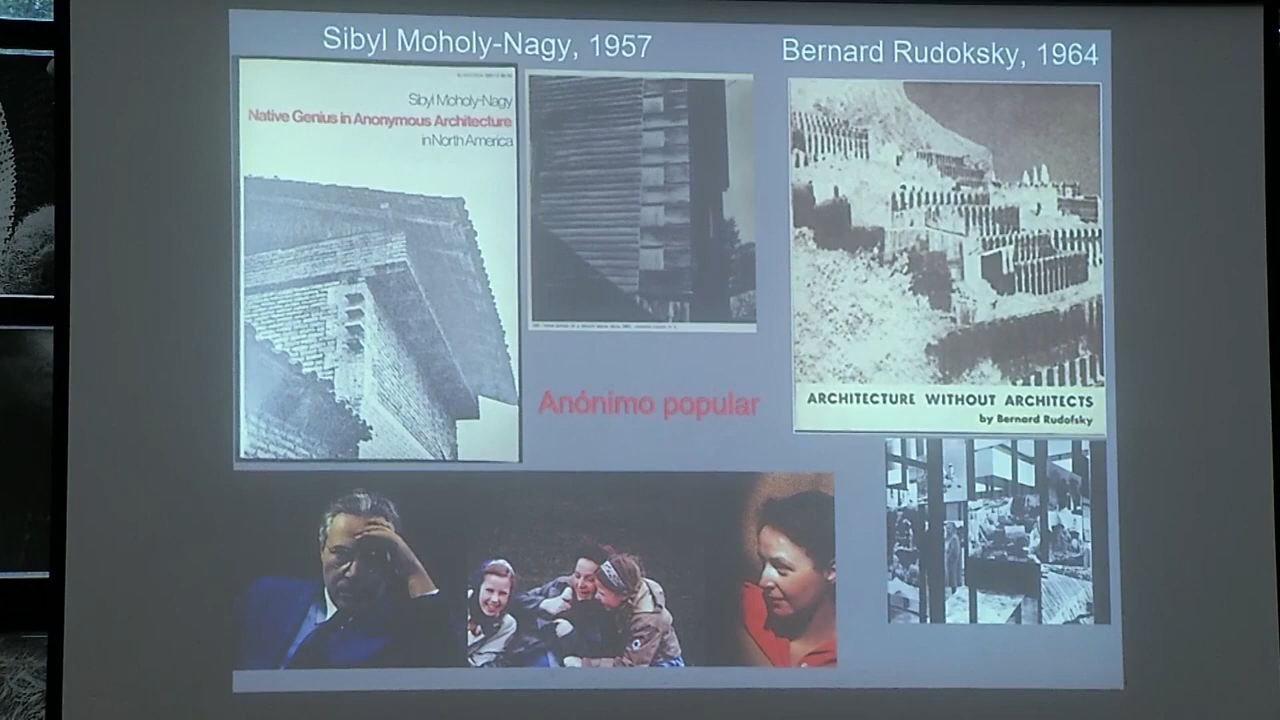 Sibyl Moholy-Nagy, 1957
Bernard Rudoksky, 1964
Sibyl Moholy-Nagy
Native Genius in Anonymous Architecture
in North America
Anónimo popular
ARCHITECTURE WITHOUT ARCHITECTS
by Bernard Rudofsky